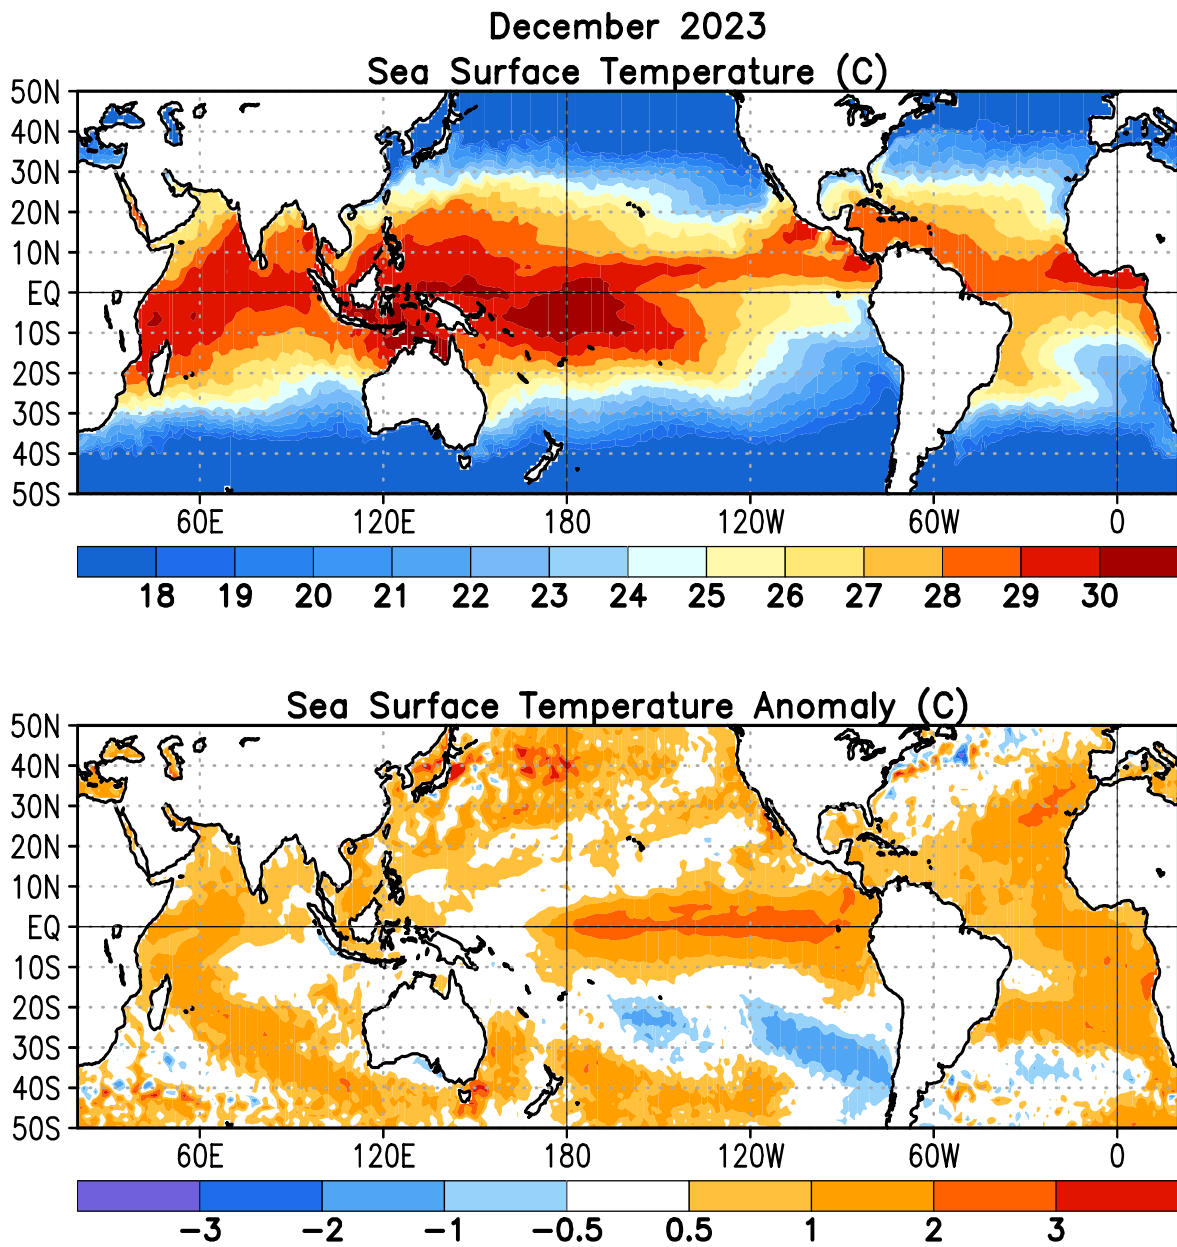 December 2023
Sea Surface Temperature (C)
50N
40N
30N
20N
10N
EQ
10S
20S
30S
40S
50S
60E 120E 180 120W 60W 0
18 19 20 21 22 23 24 25 26 27 28 29 30
Sea Surface Temperature Anomaly (C)
50N
40N
30N
20N
10N
EQ
10S
20S
30S
40S
50S
60E 120E 180 120W 60W 0
−3 −2 −1 −0.5 0.5 1 2 3